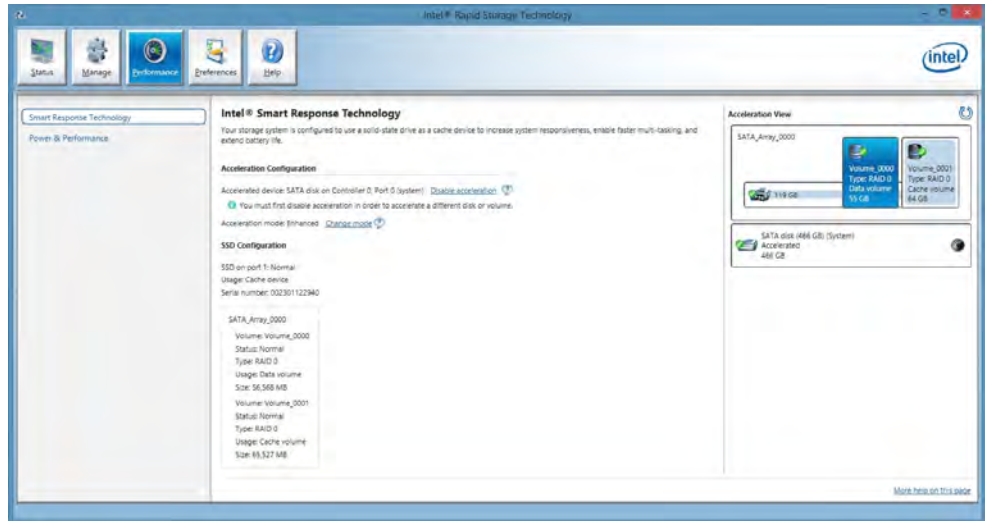 Intel® Rapid Storage Technology
Status
Manage
Performance
Preferences
Help
intel
Smart Response Technology
Power & Performance
Intel® Smart Response Technology
Your storage system is configured to use a solid-state drive as a cache device to increase system responsiveness, enable faster multi-tasking, and
extend battery life.
Acceleration Configuration
Accelerated device: SATA disk on Controller 0, Port 0 (system) Disable acceleration ?
You must first disable acceleration in order to accelerate a different disk or volume.
Acceleration mode: Enhanced Change mode ?
SSD Configuration
SSD on port 1: Normal
Usage: Cache device
Serial number: 002301122940
SATA_Array_0000
Volume: Volume_0000
Status: Normal
Type: RAID 0
Usage: Data volume
Size: 56,568 MB
Volume: Volume_0001
Status: Normal
Type: RAID 0
Usage: Cache volume
Size: 65,527 MB
Acceleration View
SATA_Array_0000
119 GB
Volume_0000
Type: RAID 0
Data volume
55 GB
Volume_0001
Type: RAID 0
Cache volume
64 GB
SATA disk (466 GB) (System)
Accelerated
466 GB
More help on this page